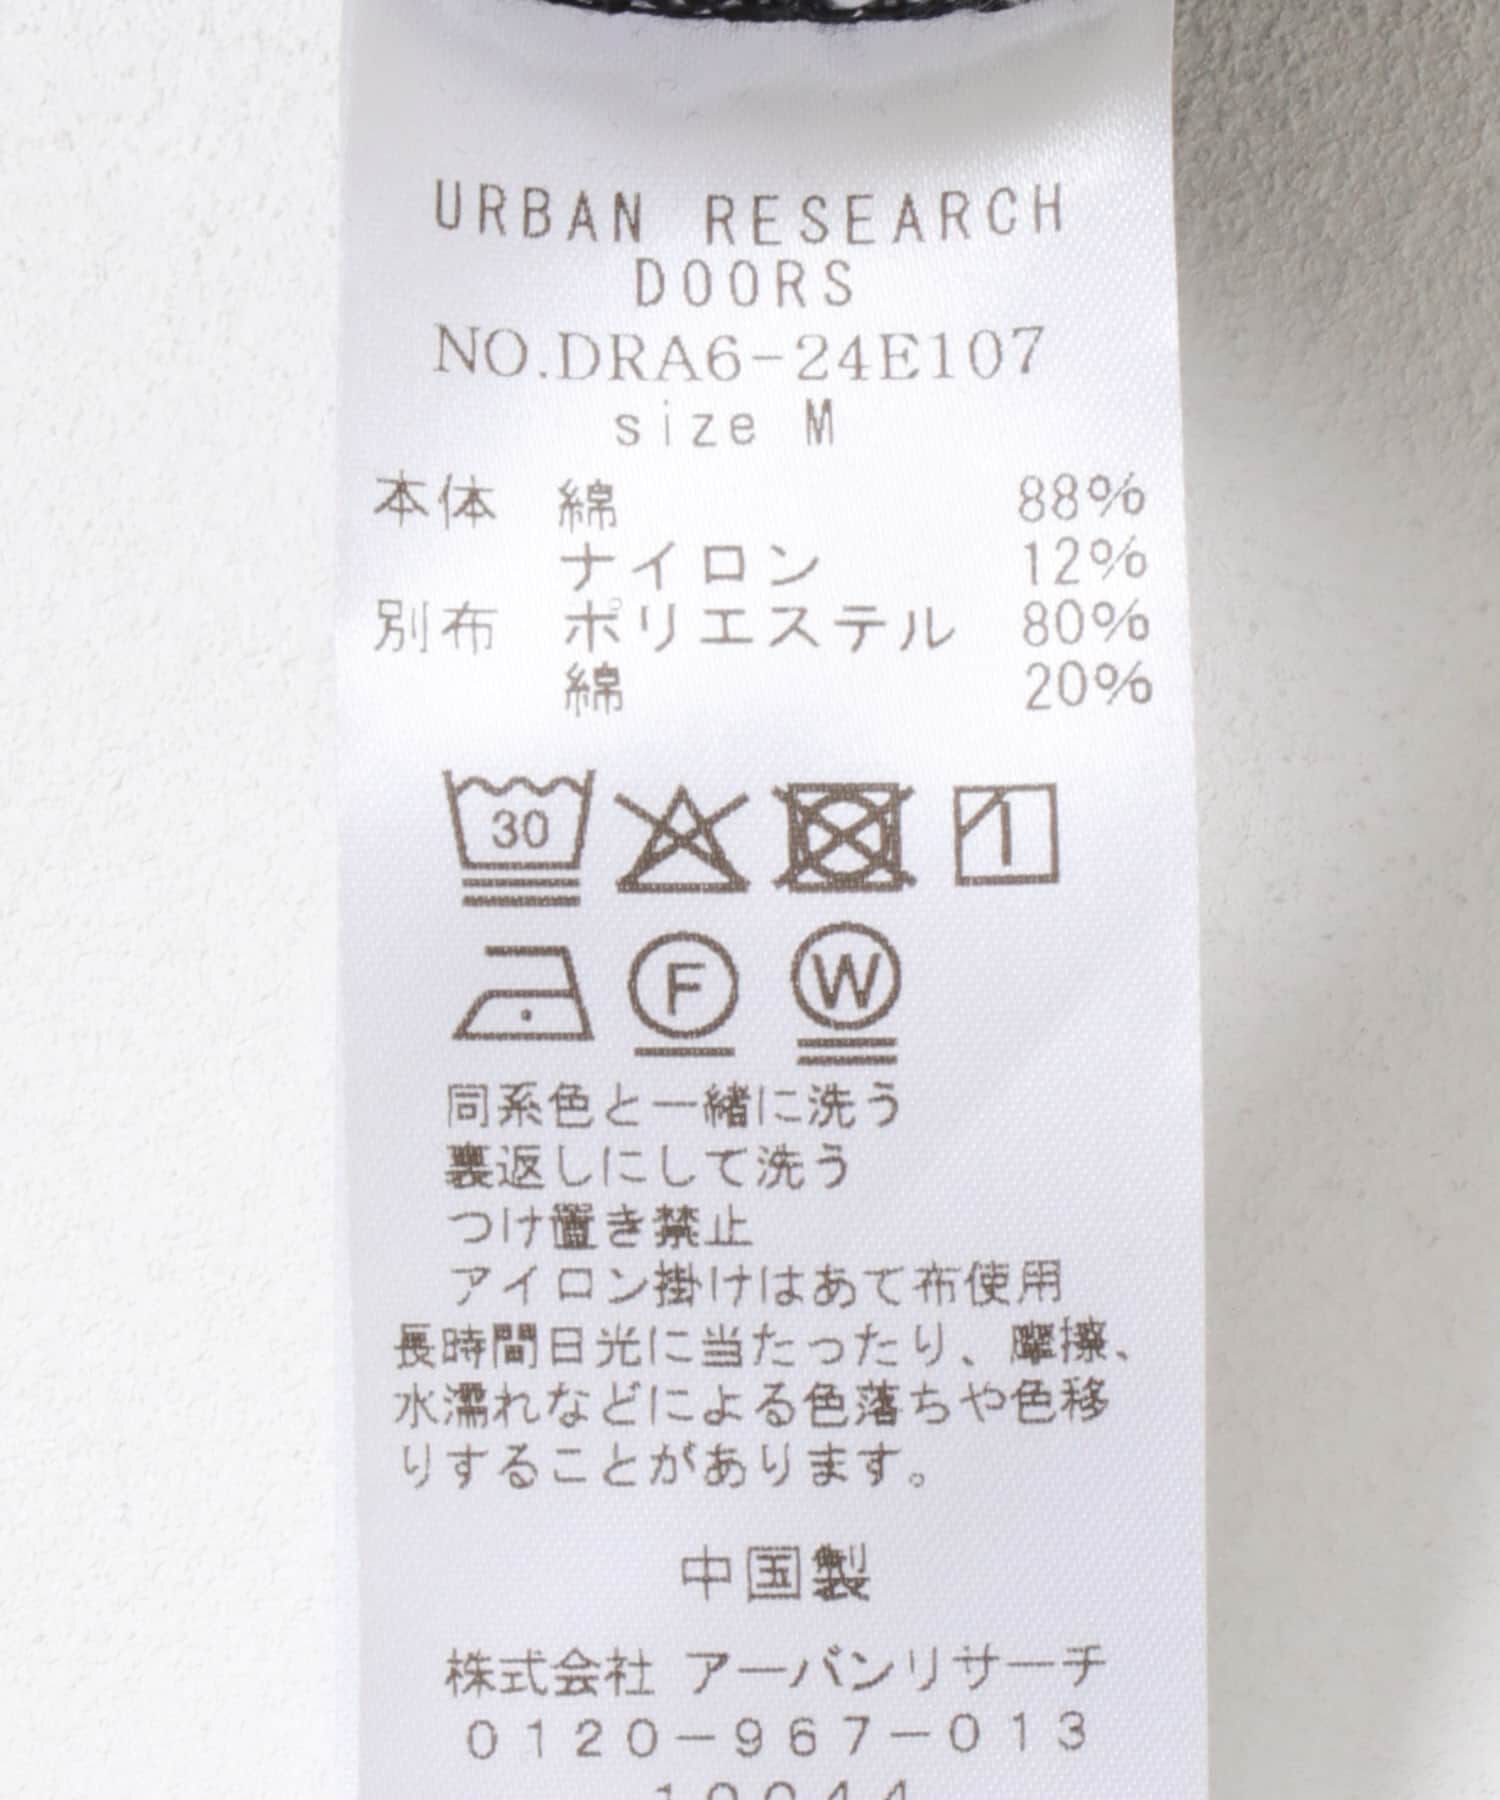 URBAN RESEARCH
DOORS
NO.DRA6-24E107
size M
本体 綿 88%
ナイロン 12%
別布 ポリエステル 80%
綿 20%
30
1
F W
同系色と一緒に洗う
裏返しにして洗う
つけ置き禁止
アイロン掛けはあて布使用
長時間日光に当たったり、摩擦、
水濡れなどによる色落ちや色移
りすることがあります。
中国製
株式会社 アーバンリサーチ
0120-967-013